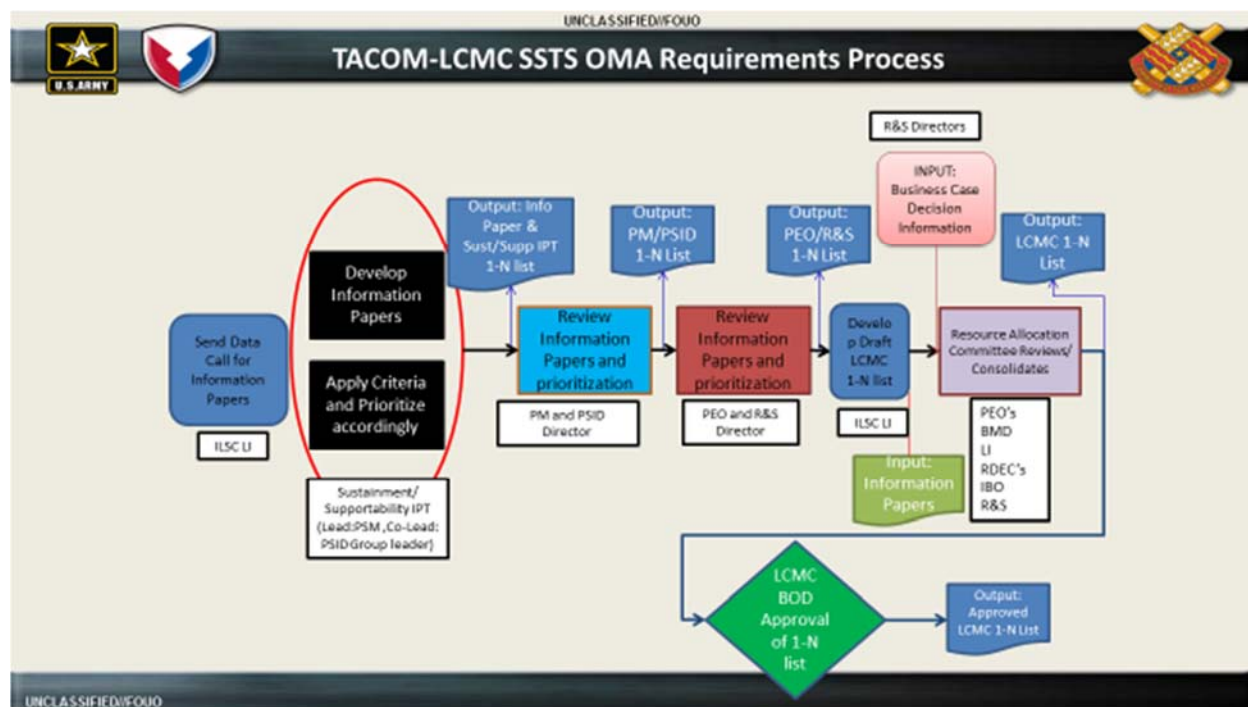 UNCLASSIFIED//FOUO
TACOM-LCMC SSTS OMA Requirements Process
U.S.ARMY
R&S Directors
INPUT:
Business Case
Decision
Information
Output: Info
Paper &
Sust/Supp IPT
1-N list
Output:
PM/PSID
1-N List
Output:
PEO/R&S
1-N List
Output:
LCMC 1-N
List
Send Data
Call for
Information
Papers
ILSC LI
Develop
Information
Papers
Apply Criteria
and Prioritize
accordingly
Sustainment/
Supportability IPT
(Lead:PSM ,Co-Lead:
PSID Group leader)
Review
Information
Papers and
prioritization
PM and PSID
Director
Review
Information
Papers and
prioritization
PEO and R&S
Director
Develo
p Draft
LCMC
1-N list
ILSC LI
Input:
Information
Papers
Resource Allocation
Committee Reviews/
Consolidates
PEO's
BMD
LI
RDEC's
IBO
R&S
LCMC
BOD
Approval
of 1-N
list
Output:
Approved
LCMC 1-N List
UNCLASSIFIED//FOUO